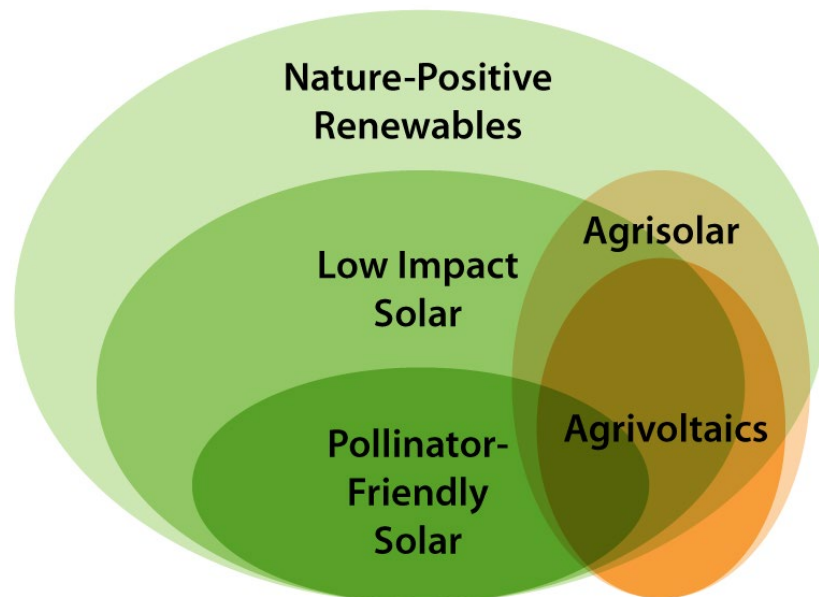 Nature-Positive
Renewables
Agrisolar
Low Impact
Solar
Agrivoltaics
Pollinator-
Friendly
Solar